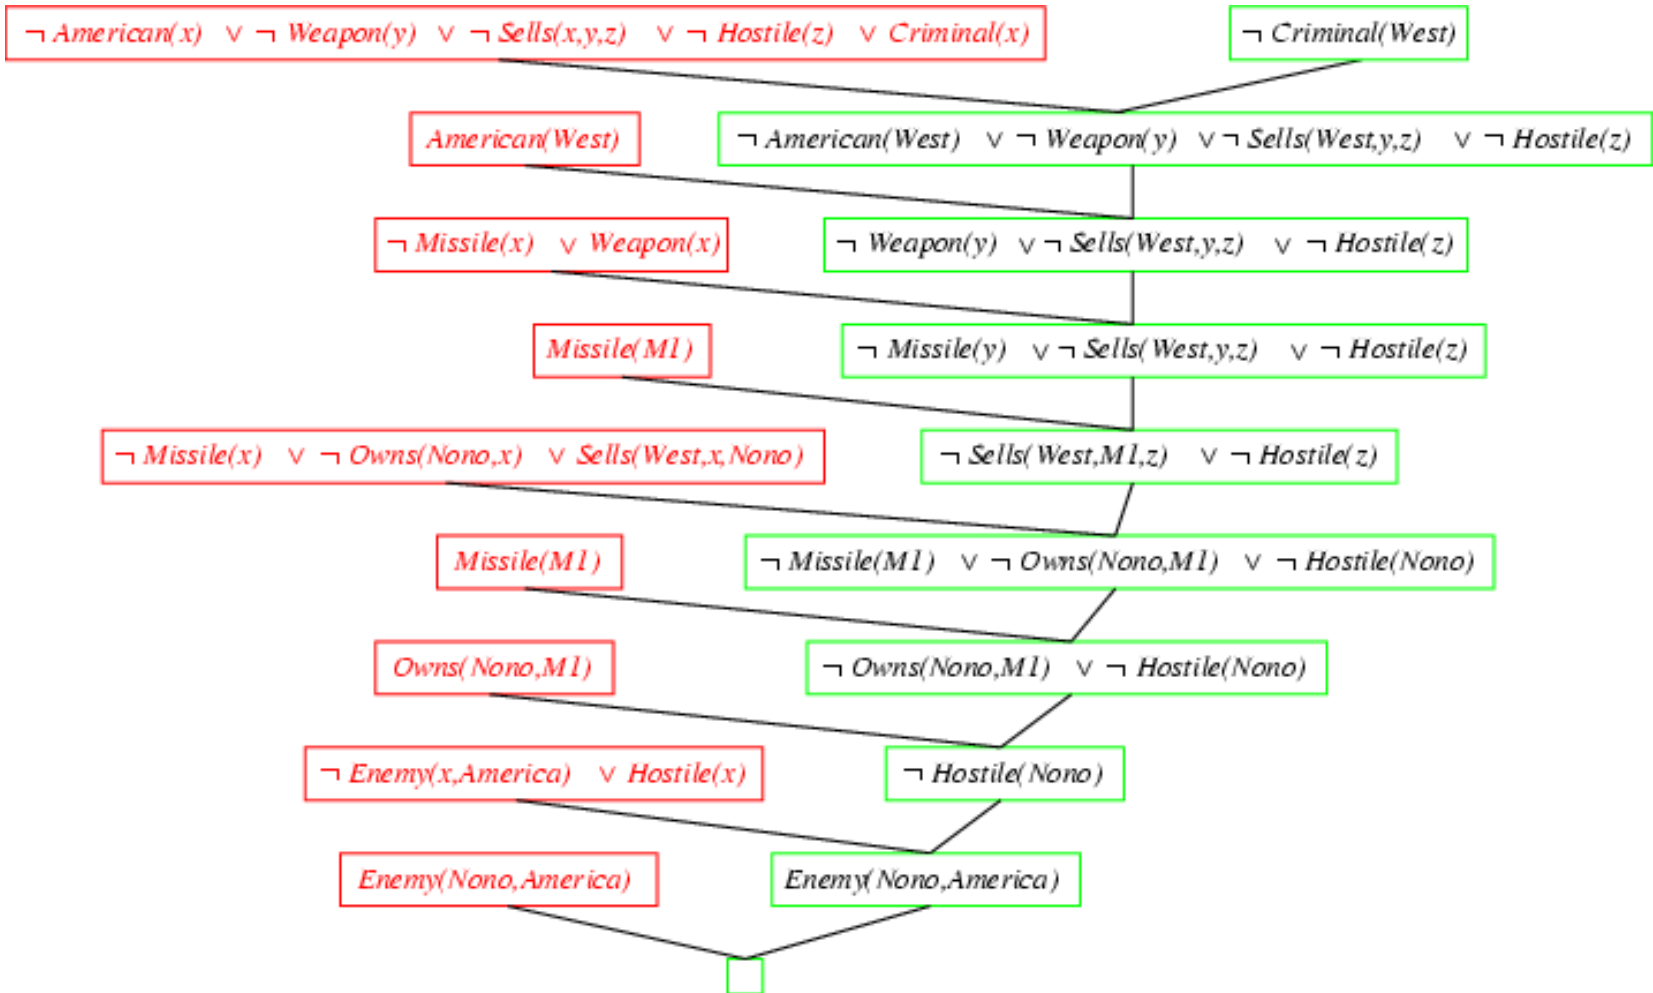 ¬ American(x) ∨ ¬ Weapon(y) ∨ ¬ Sells(x,y,z) ∨ ¬ Hostile(z) ∨ Criminal(x) ¬ Criminal(West)
American(West) ¬ American(West) ∨ ¬ Weapon(y) ∨ ¬ Sells(West,y,z) ∨ ¬ Hostile(z)
¬ Missile(x) ∨ Weapon(x) ¬ Weapon(y) ∨ ¬ Sells(West,y,z) ∨ ¬ Hostile(z)
Missile(M1) ¬ Missile(y) ∨ ¬ Sells(West,y,z) ∨ ¬ Hostile(z)
¬ Missile(x) ∨ ¬ Owns(Nono,x) ∨ Sells(West,x,Nono) ¬ Sells(West,M1,z) ∨ ¬ Hostile(z)
Missile(M1) ¬ Missile(M1) ∨ ¬ Owns(Nono,M1) ∨ ¬ Hostile(Nono)
Owns(Nono,M1) ¬ Owns(Nono,M1) ∨ ¬ Hostile(Nono)
¬ Enemy(x,America) ∨ Hostile(x) ¬ Hostile(Nono)
Enemy(Nono,America) Enemy(Nono,America)